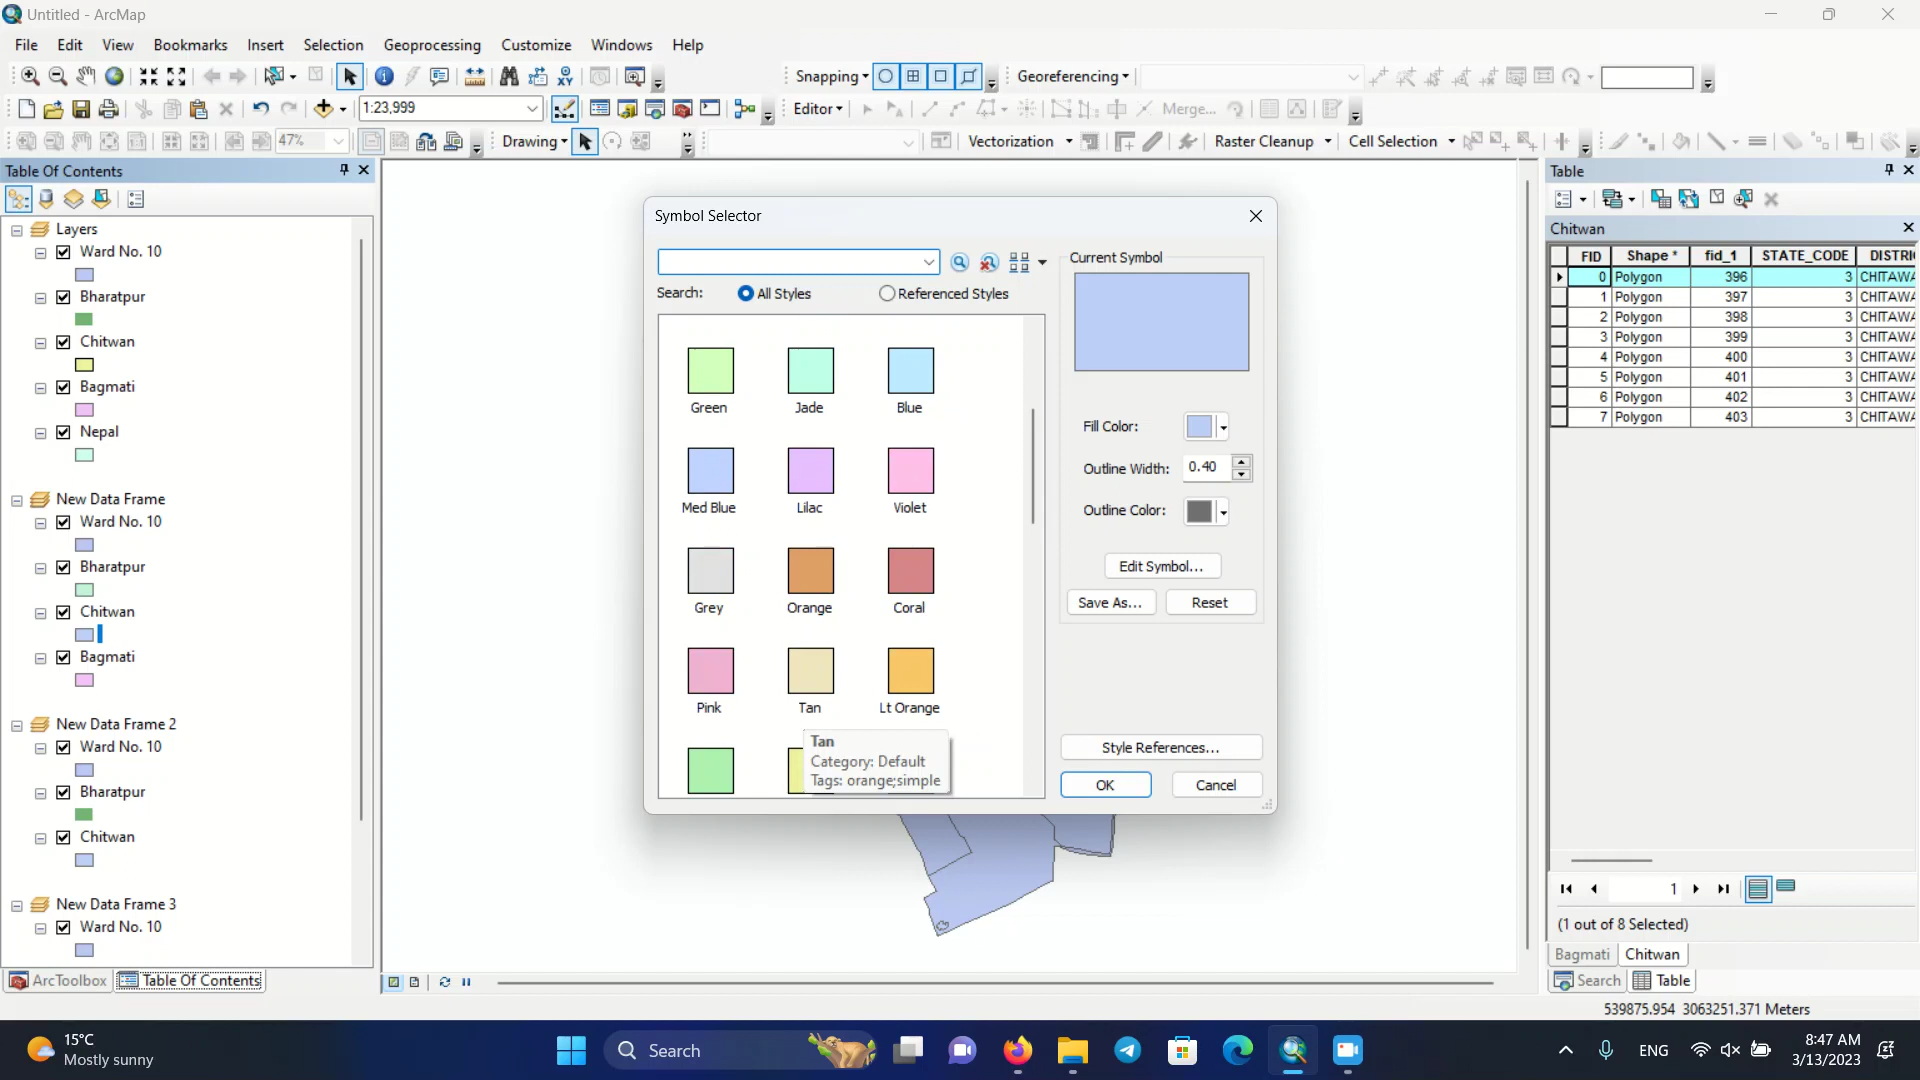 Untitled - ArcMap
File Edit View Bookmarks Insert Selection Geoprocessing Customize Windows Help
Snapping Georeferencing
1:23,999 Editor Merge...
47% Drawing Vectorization Raster Cleanup Cell Selection
Table Of Contents
Layers
Ward No. 10
Bharatpur
Chitwan
Bagmati
Nepal
New Data Frame
Ward No. 10
Bharatpur
Chitwan
Bagmati
New Data Frame 2
Ward No. 10
Bharatpur
Chitwan
New Data Frame 3
Ward No. 10
ArcToolbox Table Of Contents
Symbol Selector
Search: All Styles Referenced Styles
Green Jade Blue
Med Blue Lilac Violet
Grey Orange Coral
Pink Tan Lt Orange
Tan
Category: Default
Tags: orange;simple
Current Symbol
Fill Color:
Outline Width: 0.40
Outline Color:
Edit Symbol...
Save As... Reset
Style References...
OK Cancel
Table
Chitwan
FID Shape * fid_1 STATE_CODE DISTRI
0 Polygon 396 3 CHITAWA
1 Polygon 397 3 CHITAWA
2 Polygon 398 3 CHITAWA
3 Polygon 399 3 CHITAWA
4 Polygon 400 3 CHITAWA
5 Polygon 401 3 CHITAWA
6 Polygon 402 3 CHITAWA
7 Polygon 403 3 CHITAWA
1
(1 out of 8 Selected)
Bagmati Chitwan
Search Table
539875.954 3063251.371 Meters
15°C
Mostly sunny
Search
ENG
8:47 AM
3/13/2023